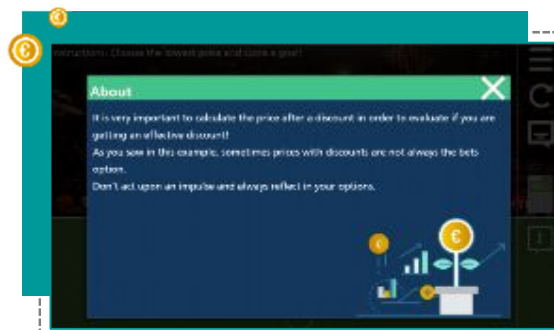 Instructions: Choose the lowest price and score a goal!
About
It is very important to calculate the price after a discount in order to evaluate if you are
getting an effective discount!
As you saw in this example, sometimes prices with discounts are not always the bets
option.
Don't act upon an impulse and always reflect in your options.